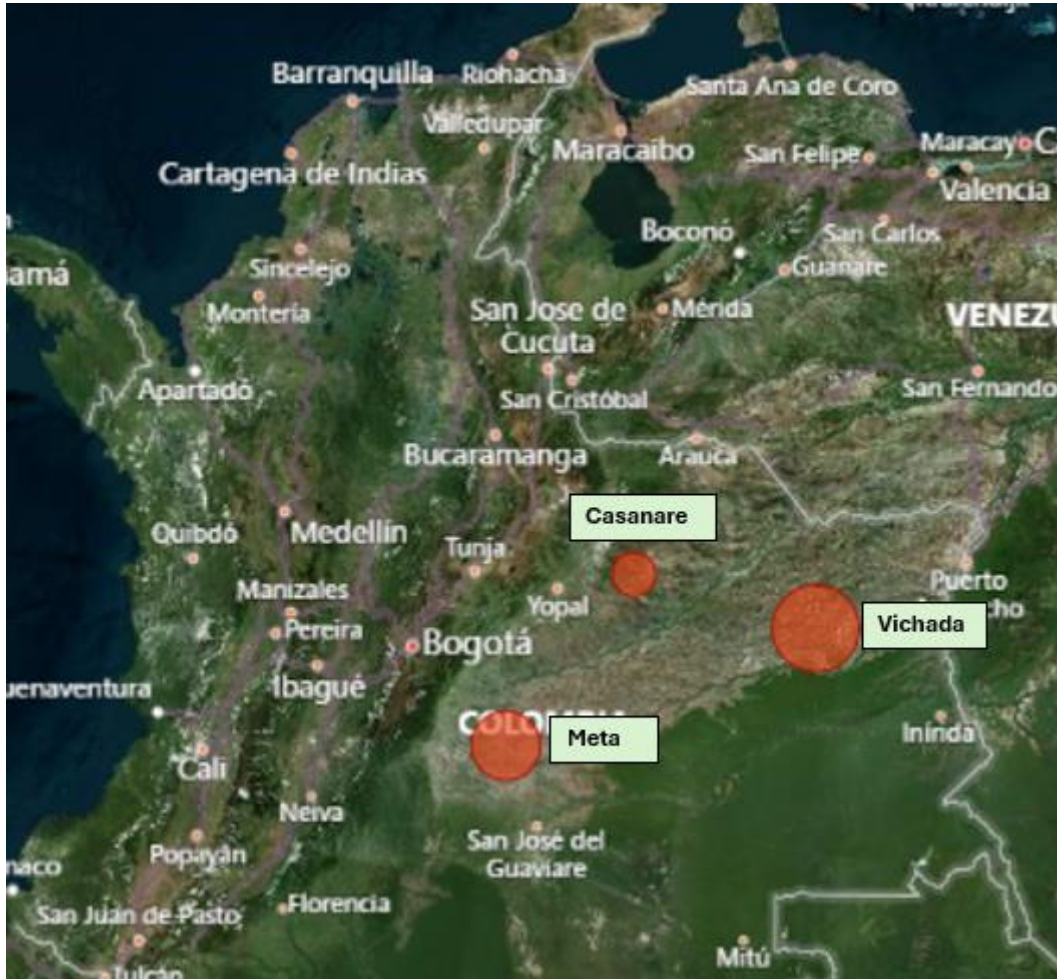 Barranquilla
Riohacha
Santa Ana de Coro
Valledupar
Maracaibo
San Felipe
Maracay
C
Cartagena de Indias
Valencia
Boconó
San Carlos
Sincelejo
Guanare
amá
Montería
San Jose de
Cucuta
Mérida
VENEZU
Apartadó
San Cristóbal
San Fernando
Bucaramanga
Arauca
Casanare
Quibdó
Medellín
Tunja
Manizales
Yopal
Puerto
cho
Pereira
Bogotá
Vichada
Ibagué
uenaventura
COLOM
Meta
Inírida
Cali
Neiva
San José del
Guaviare
Popayán
naco
Florencia
San Juan de Pasto
Mitú
Tulcán